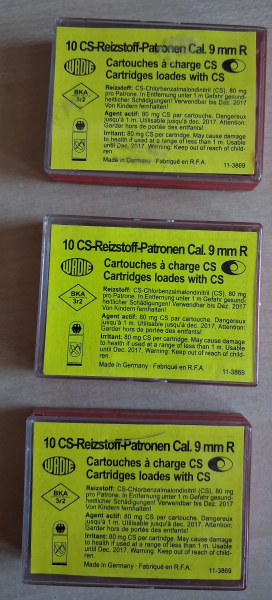 10 CS-Reizstoff-Patronen Cal. 9 mm R
WADIE
Cartouches à charge CS
Cartridges loades with CS
BKA
3r2
Reizstoff: CS-Chlorbenzalmalondinitril (CS), 80 mg
pro Patrone. In Entfernung unter 1 m Gefahr gesund-
heitlicher Schädigungen! Verwendbar bis Dez. 2017
Von Kindern fernhalten!
Agent actif: 80 mg CS par cartouche. Dangereux
jusqu'à 1 m. Utilisable jusqu'à déc. 2017. Attention:
Garder hors de portée des enfants!
Irritant: 80 mg CS per cartridge. May cause damage
to health if used at a range of less than 1 m. Usable
until Dec. 2017. Warning: Keep out of reach of child-
ren.
Made in Germany · Fabriqué en R.F.A.
11-3869
10 CS-Reizstoff-Patronen Cal. 9 mm R
WADIE
Cartouches à charge CS
Cartridges loades with CS
BKA
3r2
Reizstoff: CS-Chlorbenzalmalondinitril (CS), 80 mg
pro Patrone. In Entfernung unter 1 m Gefahr gesund-
heitlicher Schädigungen! Verwendbar bis Dez. 2017
Von Kindern fernhalten!
Agent actif: 80 mg CS par cartouche. Dangereux
jusqu'à 1 m. Utilisable jusqu'à déc. 2017. Attention:
Garder hors de portée des enfants!
Irritant: 80 mg CS per cartridge. May cause damage
to health if used at a range of less than 1 m. Usable
until Dec. 2017. Warning: Keep out of reach of child-
ren.
Made in Germany · Fabriqué en R.F.A.
11-3869
10 CS-Reizstoff-Patronen Cal. 9 mm R
WADIE
Cartouches à charge CS
Cartridges loades with CS
BKA
3r2
Reizstoff: CS-Chlorbenzalmalondinitril (CS), 80 mg
pro Patrone. In Entfernung unter 1 m Gefahr gesund-
heitlicher Schädigungen! Verwendbar bis Dez. 2017
Von Kindern fernhalten!
Agent actif: 80 mg CS par cartouche. Dangereux
jusqu'à 1 m. Utilisable jusqu'à déc. 2017. Attention:
Garder hors de portée des enfants!
Irritant: 80 mg CS per cartridge. May cause damage
to health if used at a range of less than 1 m. Usable
until Dec. 2017. Warning: Keep out of reach of child-
ren.
Made in Germany · Fabriqué en R.F.A.
11-3869